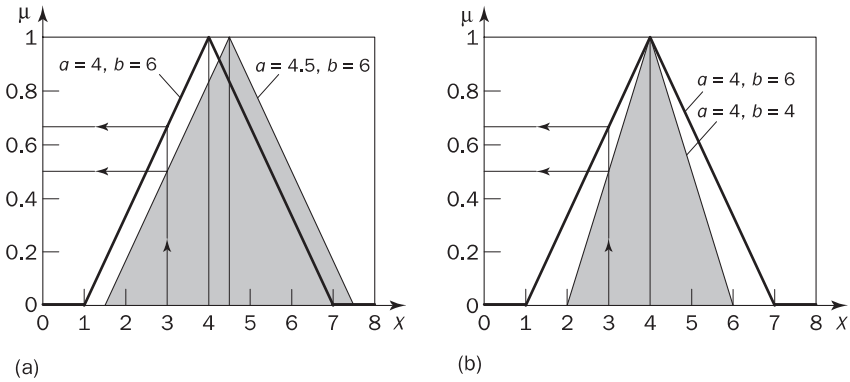 μ
1
0.8
0.6
0.4
0.2
0
a = 4, b = 6
a = 4.5, b = 6
0 1 2 3 4 5 6 7 8 x
(a)
μ
1
0.8
0.6
0.4
0.2
0
a = 4, b = 6
a = 4, b = 4
0 1 2 3 4 5 6 7 8 x
(b)